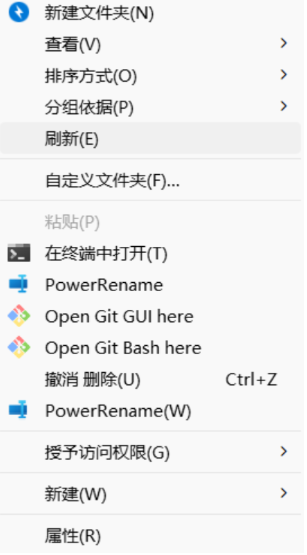 新建文件夹(N)
查看(V)
排序方式(O)
分组依据(P)
刷新(E)
自定义文件夹(F)...
粘贴(P)
在终端中打开(T)
PowerRename
Open Git GUI here
Open Git Bash here
撤消 删除(U) Ctrl+Z
PowerRename(W)
授予访问权限(G)
新建(W)
属性(R)